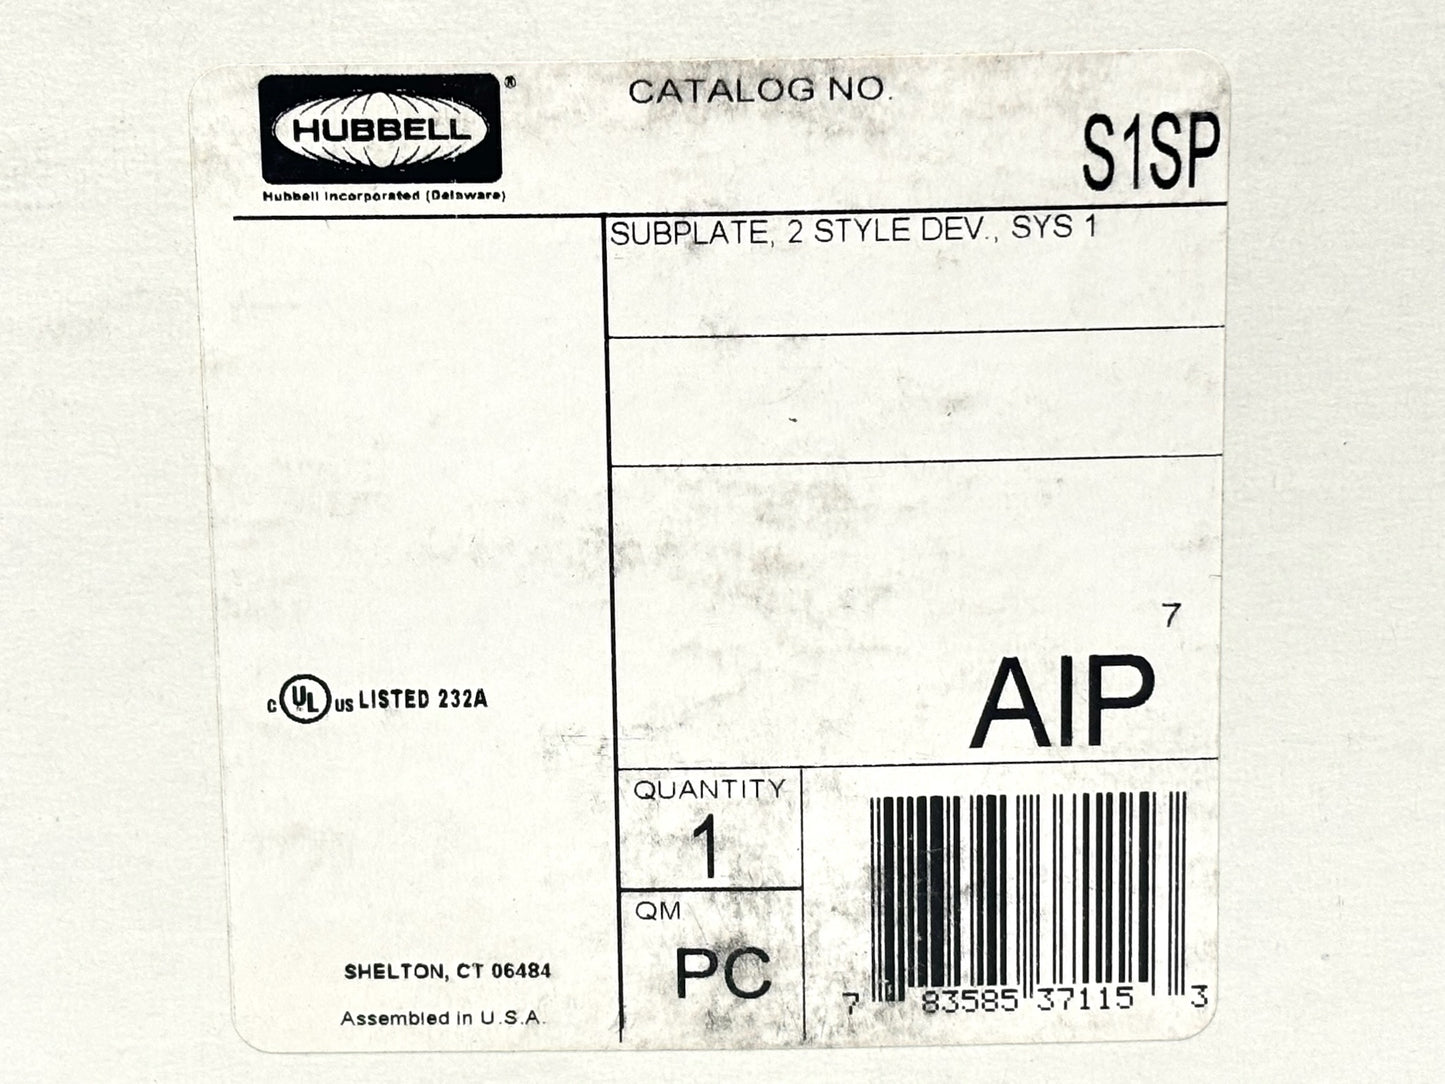 HUBBELL®
Hubbell Incorporated (Delaware)
CATALOG NO.
S1SP
SUBPLATE, 2 STYLE DEV., SYS 1
7
AIP
C UL US LISTED 232A
QUANTITY
1
QM
PC
SHELTON, CT 06484
Assembled in U.S.A.
7 83585 37115 3